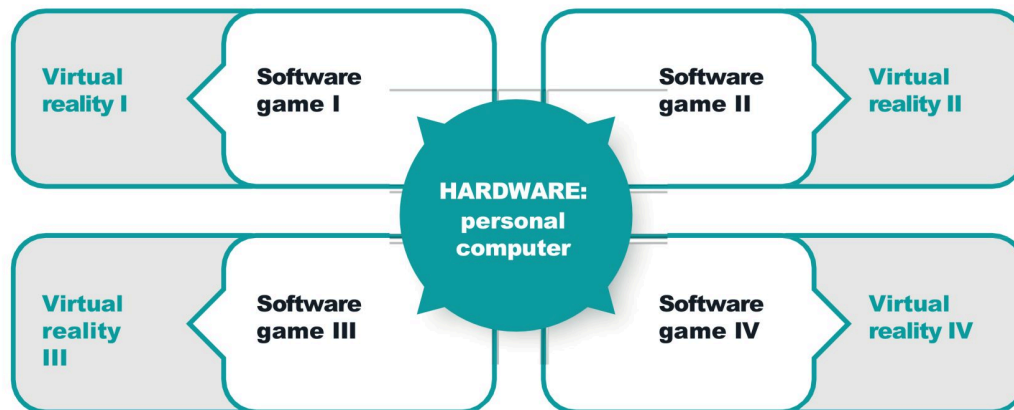 Virtual
reality I
Software
game I
Software
game II
Virtual
reality II
HARDWARE:
personal
computer
Virtual
reality
III
Software
game III
Software
game IV
Virtual
reality IV